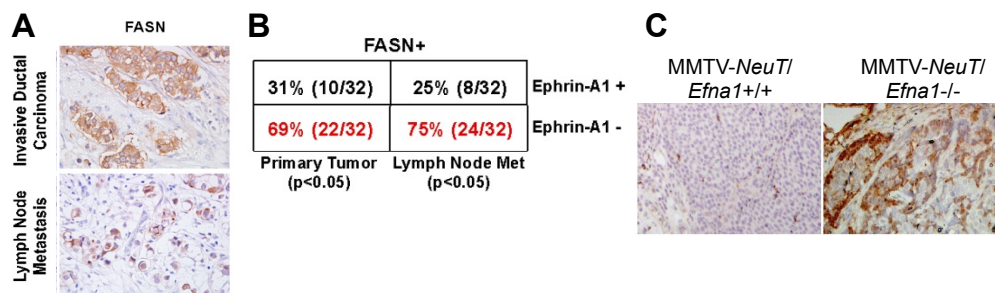 A
FASN
Invasive Ductal
Carcinoma
Lymph Node
Metastasis
B
FASN+
31% (10/32)
25% (8/32)
Ephrin-A1 +
69% (22/32)
75% (24/32)
Ephrin-A1 -
Primary Tumor
(p<0.05)
Lymph Node Met
(p<0.05)
C
MMTV-NeuT/
Efna1+/+
MMTV-NeuT/
Efna1-/-